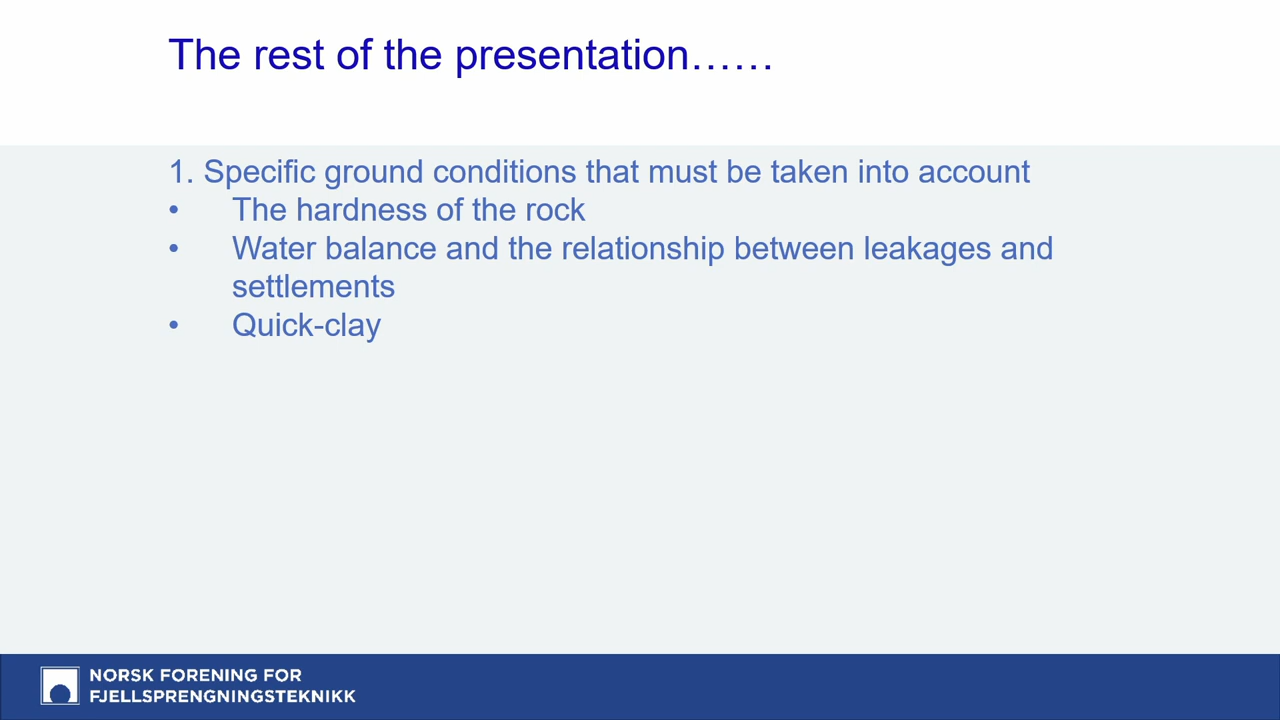 The rest of the presentation……
1. Specific ground conditions that must be taken into account
• The hardness of the rock
• Water balance and the relationship between leakages and
settlements
• Quick-clay
NORSK FORENING FOR
FJELLSPRENGNINGSTEKNIKK